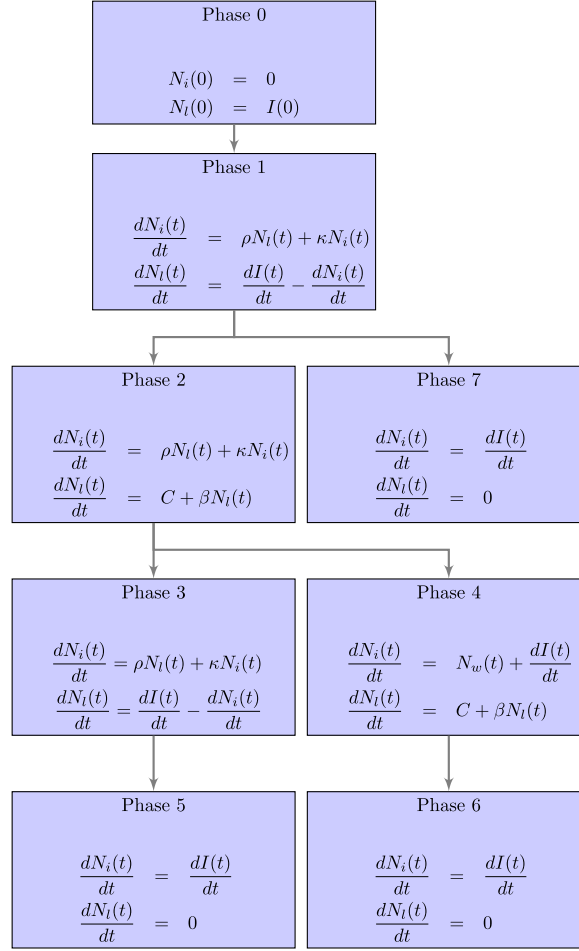 Phase 0
N_i(0) = 0
N_l(0) = I(0)
Phase 1
dN_i(t)/dt = ρN_l(t) + κN_i(t)
dN_l(t)/dt = dI(t)/dt − dN_i(t)/dt
Phase 2
dN_i(t)/dt = ρN_l(t) + κN_i(t)
dN_l(t)/dt = C + βN_l(t)
Phase 7
dN_i(t)/dt = dI(t)/dt
dN_l(t)/dt = 0
Phase 3
dN_i(t)/dt = ρN_l(t) + κN_i(t)
dN_l(t)/dt = dI(t)/dt − dN_i(t)/dt
Phase 4
dN_i(t)/dt = N_w(t) + dI(t)/dt
dN_l(t)/dt = C + βN_l(t)
Phase 5
dN_i(t)/dt = dI(t)/dt
dN_l(t)/dt = 0
Phase 6
dN_i(t)/dt = dI(t)/dt
dN_l(t)/dt = 0